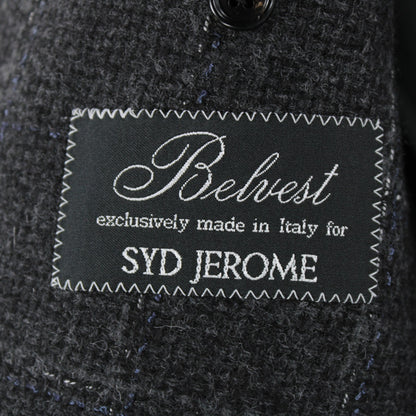 Belvest
exclusively made in Italy for
SYD JEROME